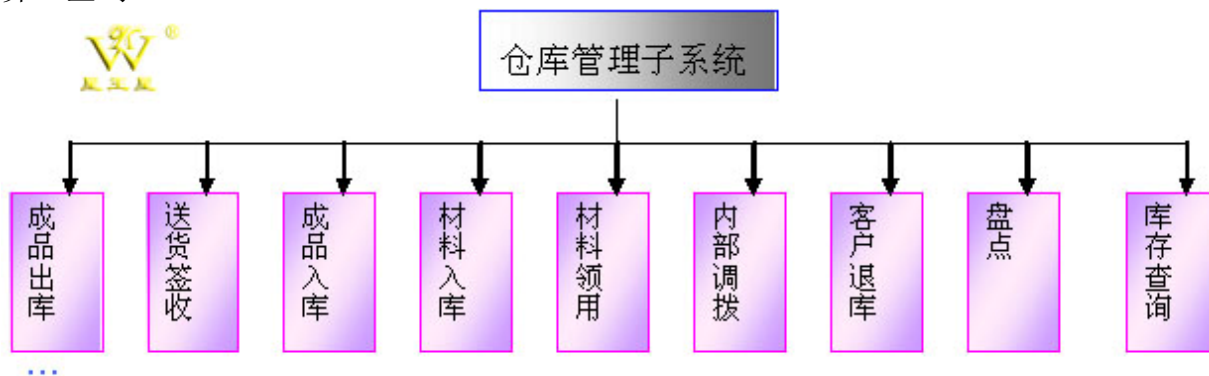 仓库管理子系统
成品出库
送货签收
成品入库
材料入库
材料领用
内部调拨
客户退库
盘点
库存查询
...